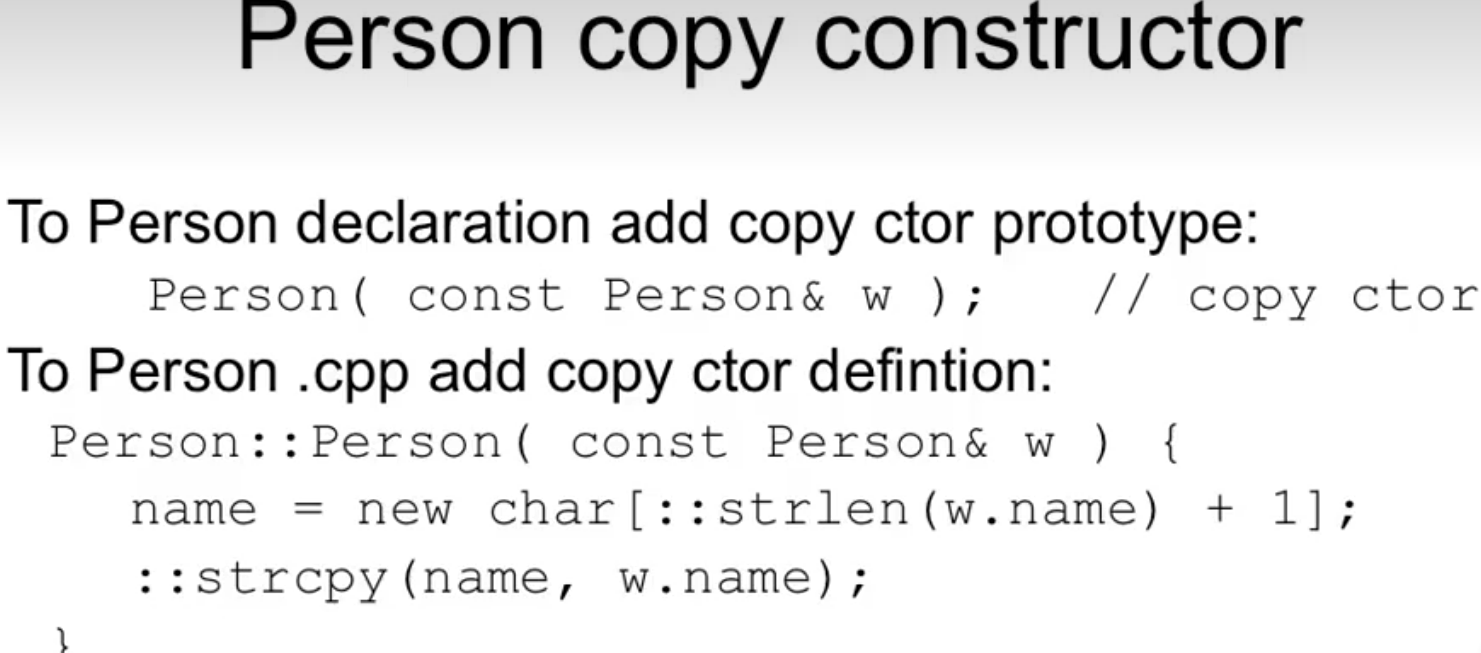 Person copy constructor
To Person declaration add copy ctor prototype:
Person( const Person& w );   // copy ctor
To Person .cpp add copy ctor defintion:
Person::Person( const Person& w ) {
name = new char[::strlen(w.name) + 1];
::strcpy(name, w.name);
}